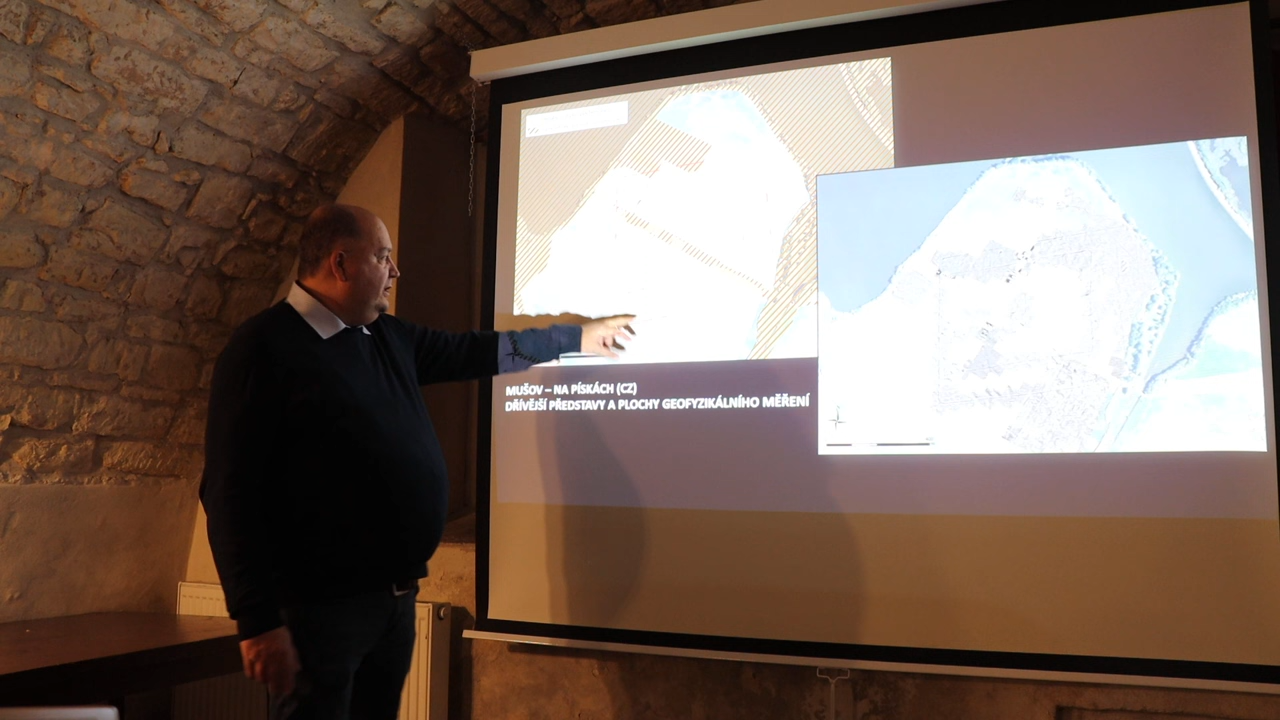 MUŠOV – NA PÍSKÁCH (CZ)
DŘÍVĚJŠÍ PŘEDSTAVY A PLOCHY GEOFYZIKÁLNÍHO MĚŘENÍ